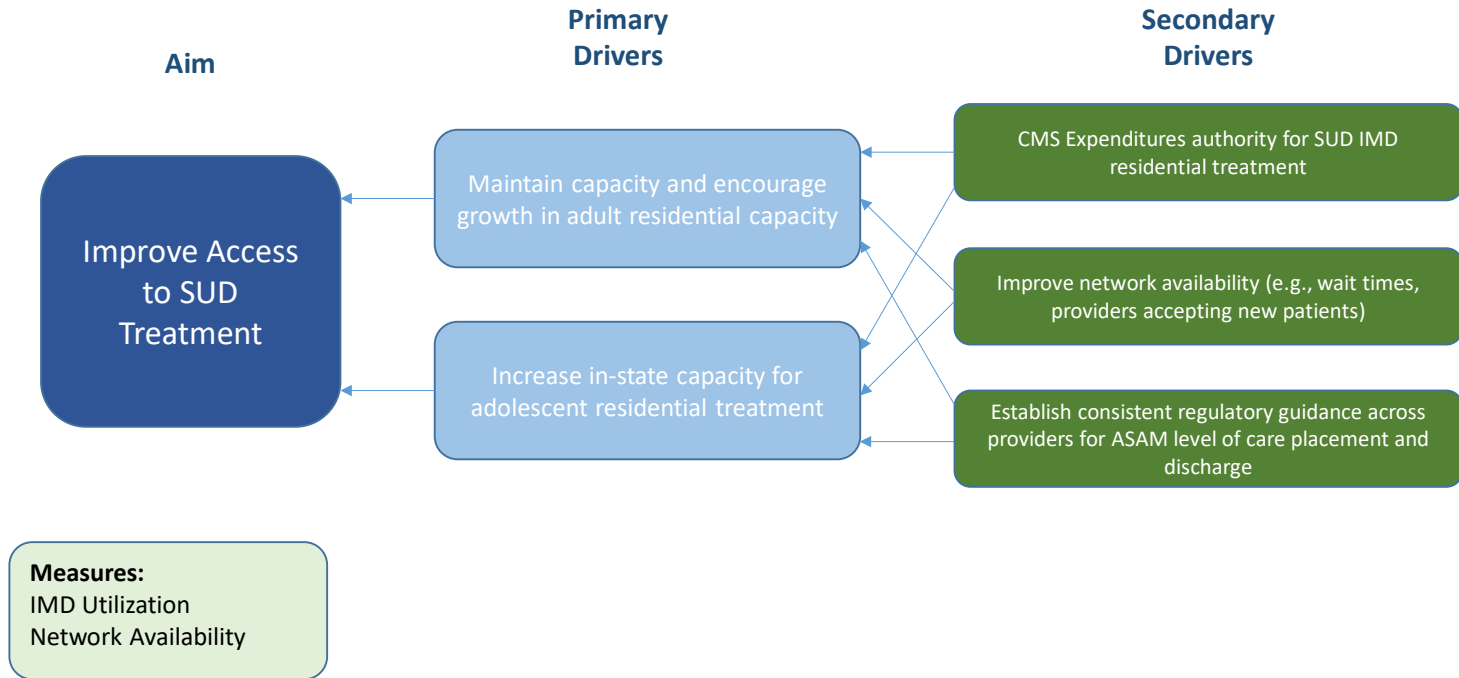 Aim
Primary
Drivers
Secondary
Drivers
Improve Access
to SUD
Treatment
Maintain capacity and encourage
growth in adult residential capacity
Increase in-state capacity for
adolescent residential treatment
CMS Expenditures authority for SUD IMD
residential treatment
Improve network availability (e.g., wait times,
providers accepting new patients)
Establish consistent regulatory guidance across
providers for ASAM level of care placement and
discharge
Measures:
IMD Utilization
Network Availability